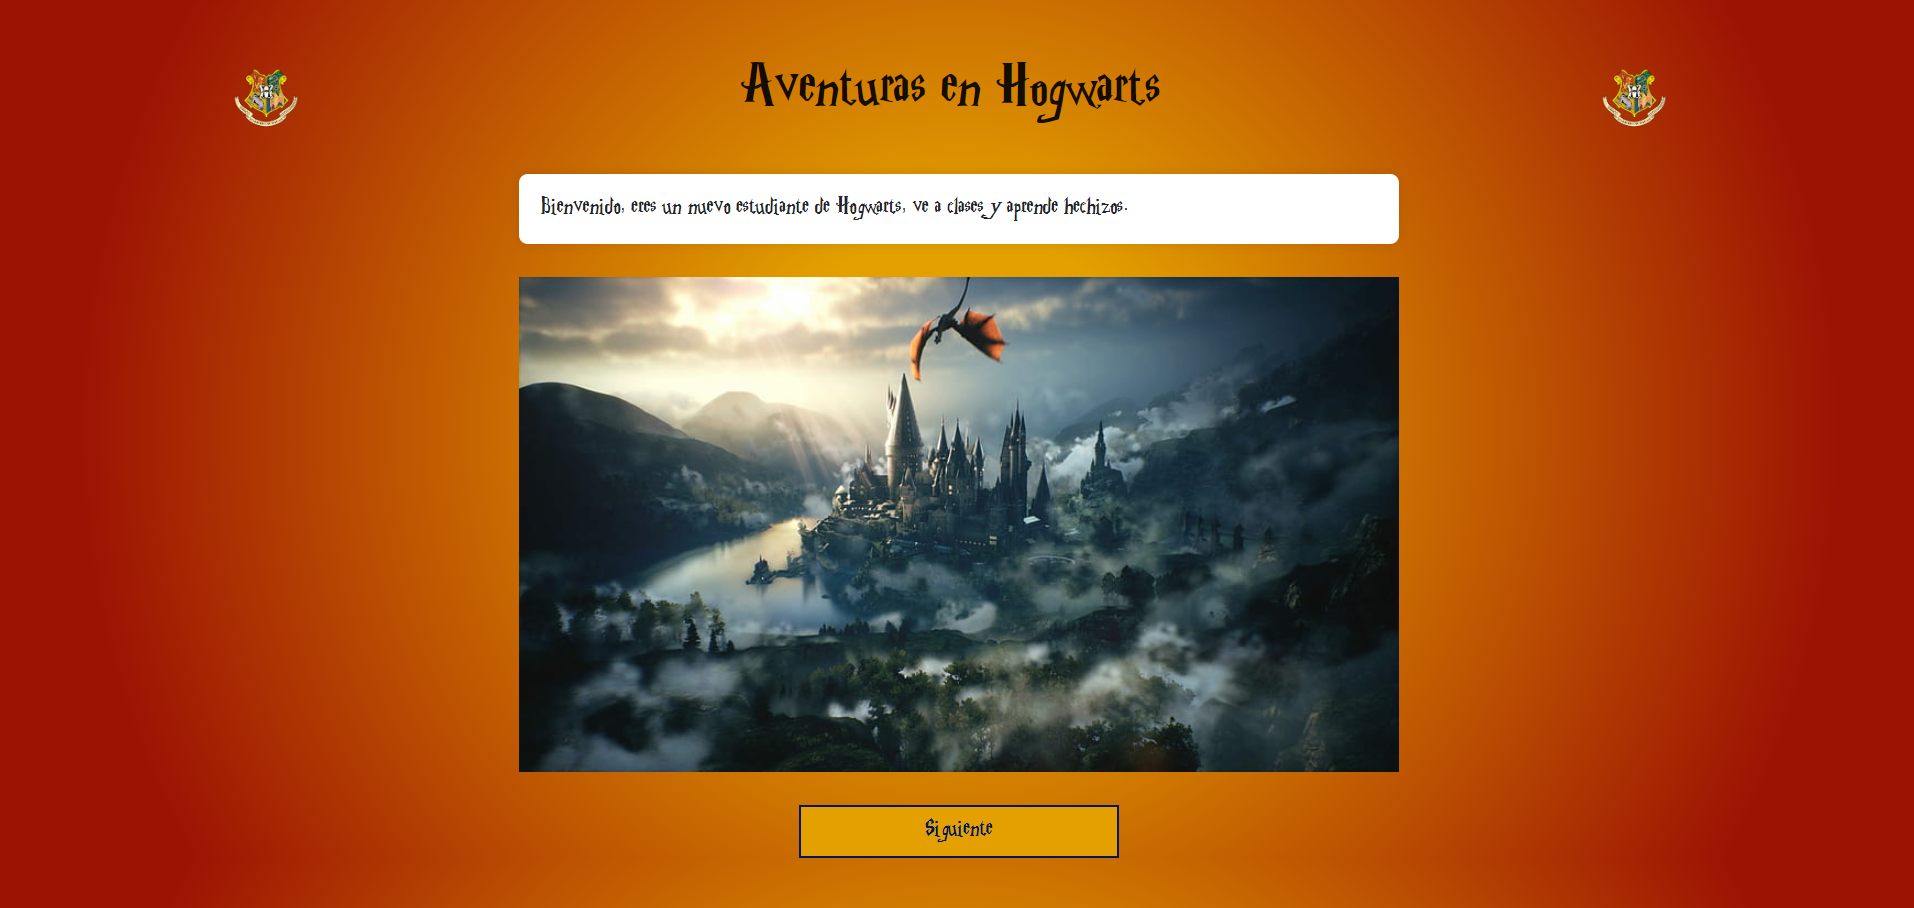 Aventuras en Hogwarts
Bienvenido, eres un nuevo estudiante de Hogwarts, ve a clases y aprende hechizos.
Siguiente